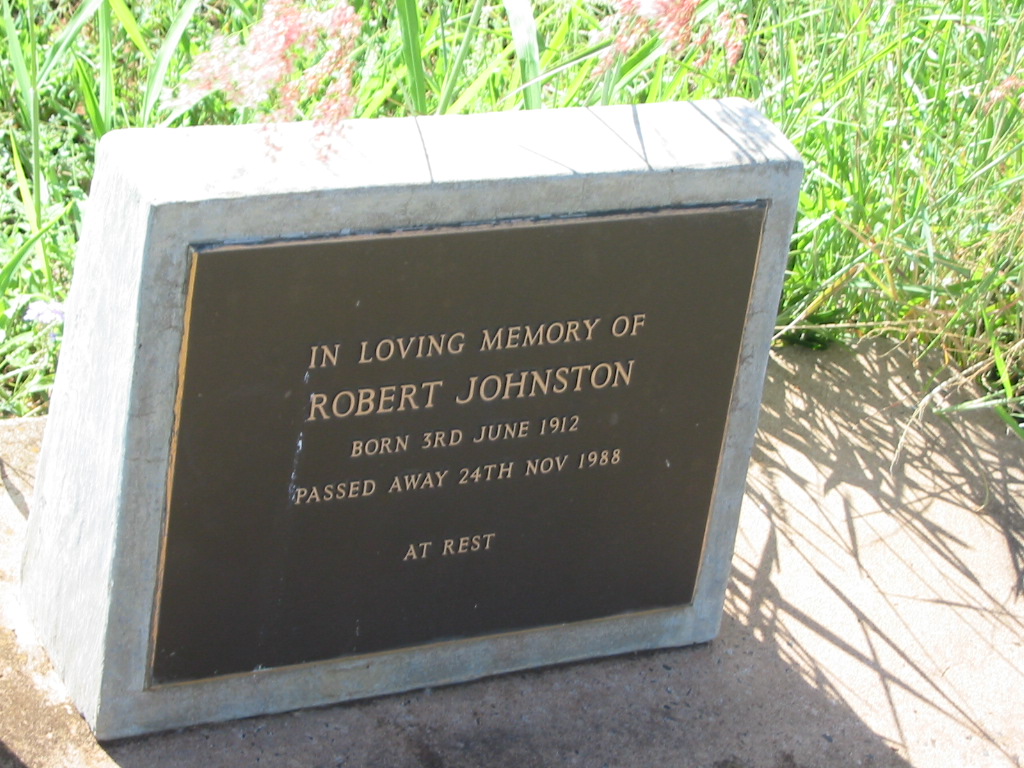 IN LOVING MEMORY OF
ROBERT JOHNSTON
BORN 3RD JUNE 1912
PASSED AWAY 24TH NOV 1988
AT REST